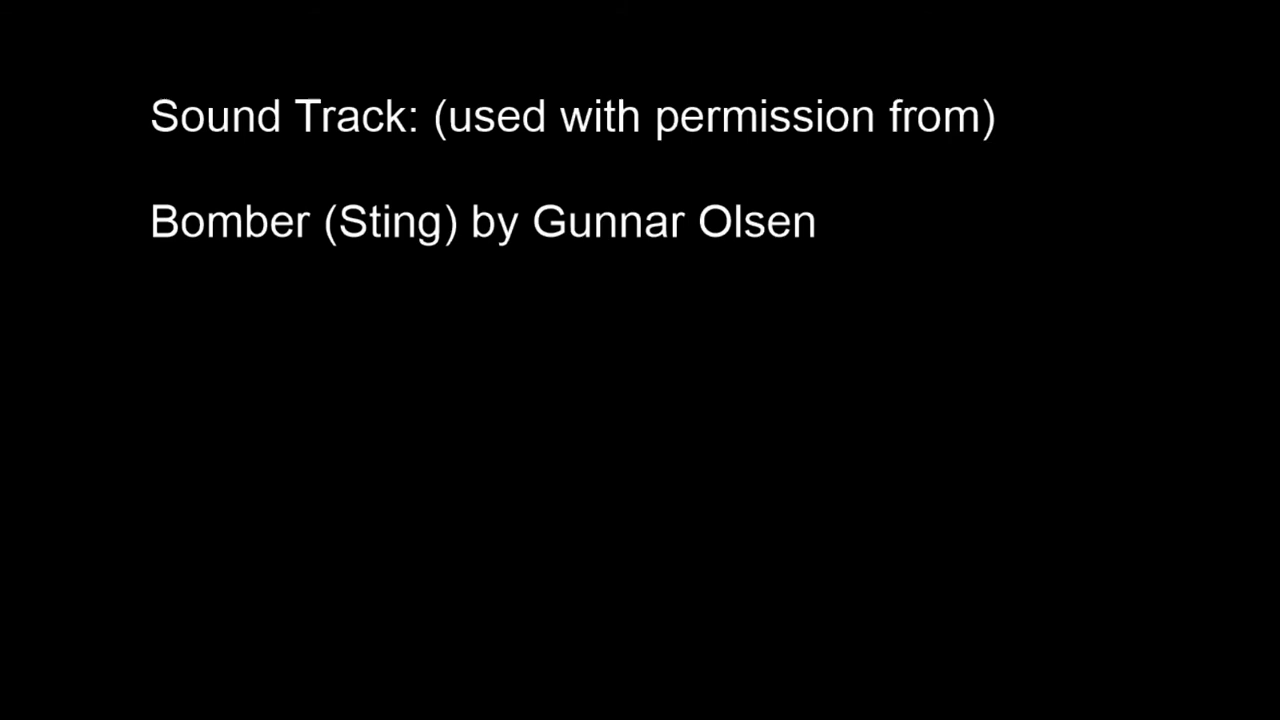 Sound Track: (used with permission from)
Bomber (Sting) by Gunnar Olsen